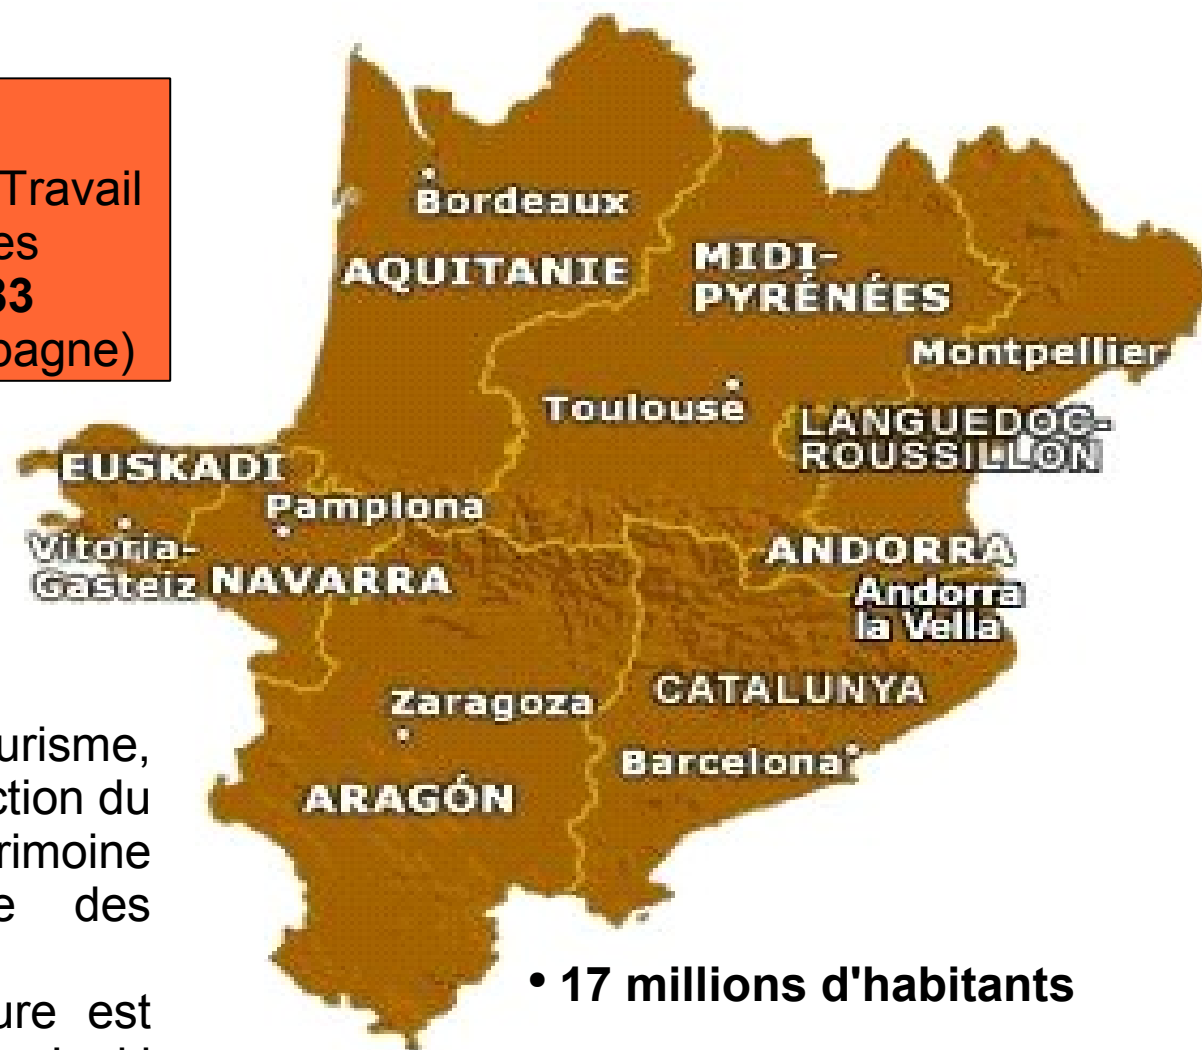 Travail
es
33
pagne)
Bordeaux
AQUITANIE
MIDI-
PYRÉNÉES
Montpellier
Toulouse
LANGUEDOC-
ROUSSILLON
EUSKADI
Pamplona
Vitoria-
Gasteiz
NAVARRA
ANDORRA
Andorra
la Vella
CATALUNYA
Zaragoza
Barcelona
ARAGÓN
urisme,
ction du
rimoine
e des
ure est
• 17 millions d'habitants